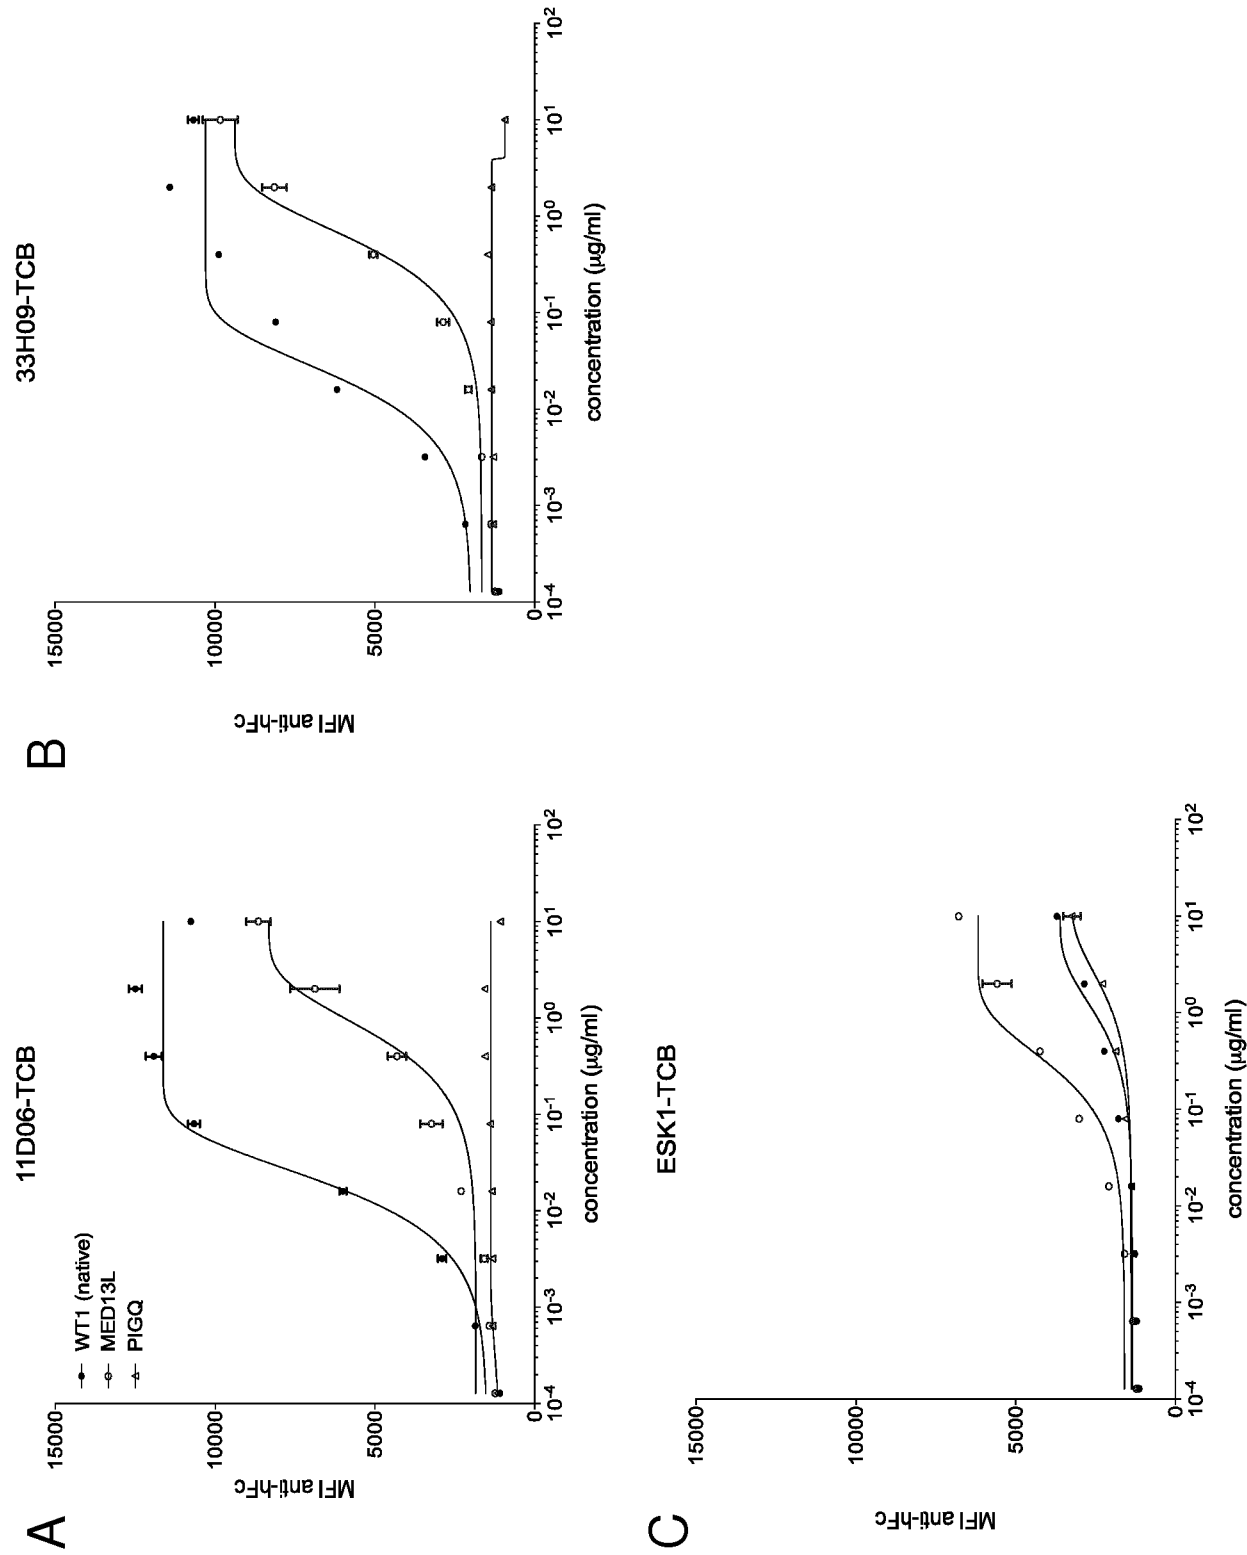 A
11D06-TCB
WT1 (native)
MED13L
PIGQ
15000
10000
5000
0
MFI anti-hFc
10-4
10-3
10-2
10-1
100
101
102
concentration (µg/ml)
B
33H09-TCB
15000
10000
5000
0
MFI anti-hFc
10-4
10-3
10-2
10-1
100
101
102
concentration (µg/ml)
C
ESK1-TCB
15000
10000
5000
0
MFI anti-hFc
10-4
10-3
10-2
10-1
100
101
102
concentration (µg/ml)